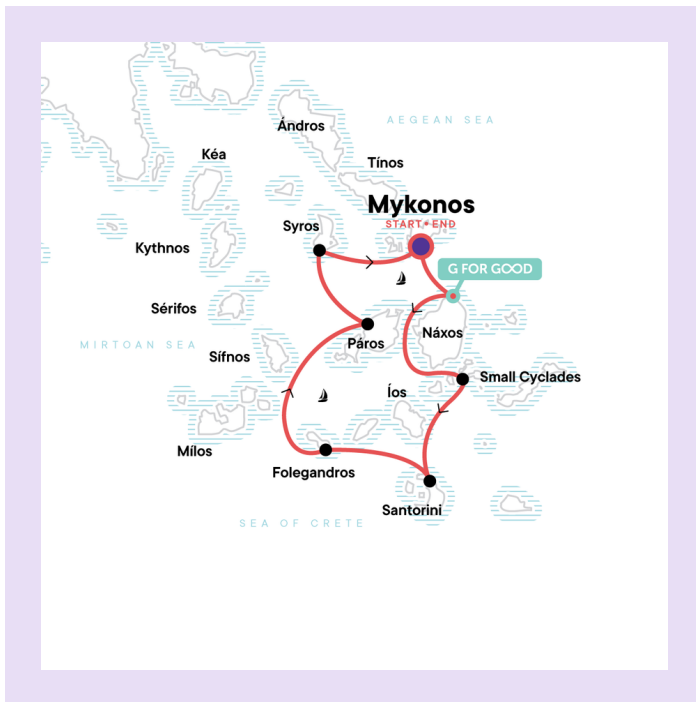 Ándros
AEGEAN SEA
Kéa
Tínos
Mykonos
START • END
Syros
Kythnos
G FOR GOOD
Sérifos
Náxos
MIRTOAN SEA
Páros
Sífnos
Small Cyclades
Íos
Mílos
Folegandros
Santorini
SEA OF CRETE